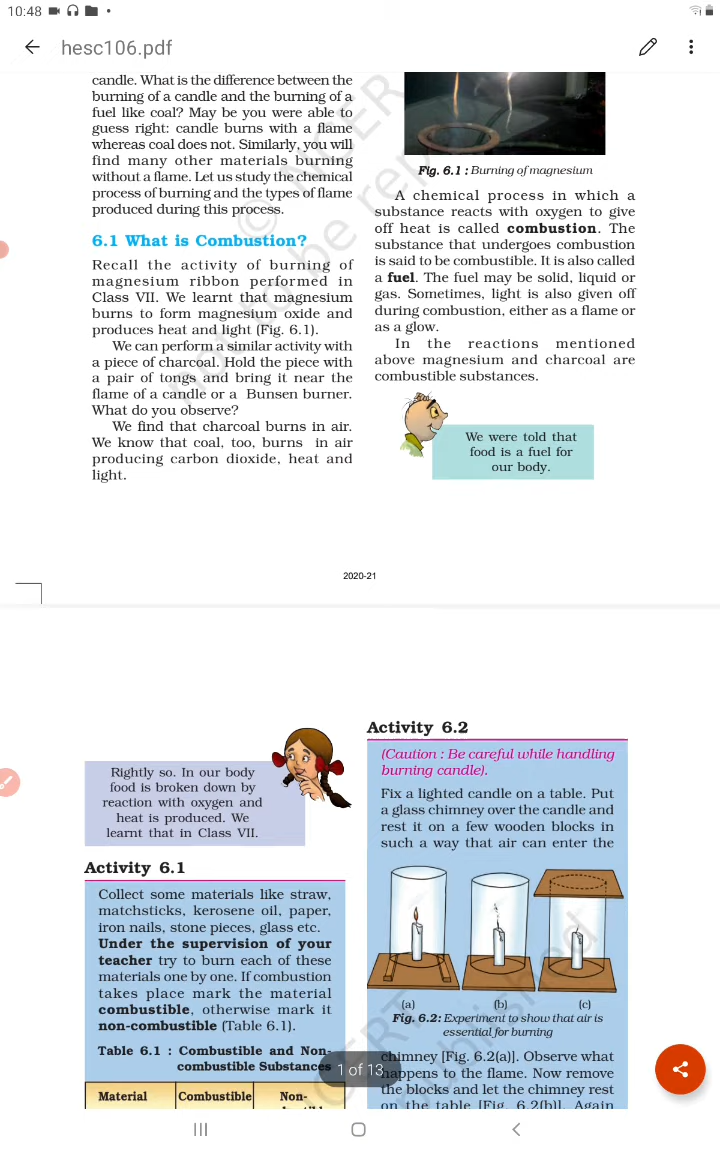 10:48
hesc106.pdf
candle. What is the difference between the
burning of a candle and the burning of a
fuel like coal? May be you were able to
guess right: candle burns with a flame
whereas coal does not. Similarly, you will
find many other materials burning
without a flame. Let us study the chemical
process of burning and the types of flame
produced during this process.
6.1 What is Combustion?
Recall the activity of burning of
magnesium ribbon performed in
Class VII. We learnt that magnesium
burns to form magnesium oxide and
produces heat and light (Fig. 6.1).
We can perform a similar activity with
a piece of charcoal. Hold the piece with
a pair of tongs and bring it near the
flame of a candle or a Bunsen burner.
What do you observe?
We find that charcoal burns in air.
We know that coal, too, burns in air
producing carbon dioxide, heat and
light.
Fig. 6.1 : Burning of magnesium
A chemical process in which a
substance reacts with oxygen to give
off heat is called combustion. The
substance that undergoes combustion
is said to be combustible. It is also called
a fuel. The fuel may be solid, liquid or
gas. Sometimes, light is also given off
during combustion, either as a flame or
as a glow.
In the reactions mentioned
above magnesium and charcoal are
combustible substances.
We were told that
food is a fuel for
our body.
2020-21
Rightly so. In our body
food is broken down by
reaction with oxygen and
heat is produced. We
learnt that in Class VII.
Activity 6.1
Collect some materials like straw,
matchsticks, kerosene oil, paper,
iron nails, stone pieces, glass etc.
Under the supervision of your
teacher try to burn each of these
materials one by one. If combustion
takes place mark the material
combustible, otherwise mark it
non-combustible (Table 6.1).
Table 6.1 : Combustible and Non-
combustible Substances
Material Combustible Non-
Activity 6.2
(Caution : Be careful while handling
burning candle).
Fix a lighted candle on a table. Put
a glass chimney over the candle and
rest it on a few wooden blocks in
such a way that air can enter the
(a) (b) (c)
Fig. 6.2: Experiment to show that air is
essential for burning
chimney [Fig. 6.2(a)]. Observe what
happens to the flame. Now remove
the blocks and let the chimney rest
on the table [Fig. 6.2(b)]. Again
1 of 13
© NCERT
not to be rep
NCERT
published